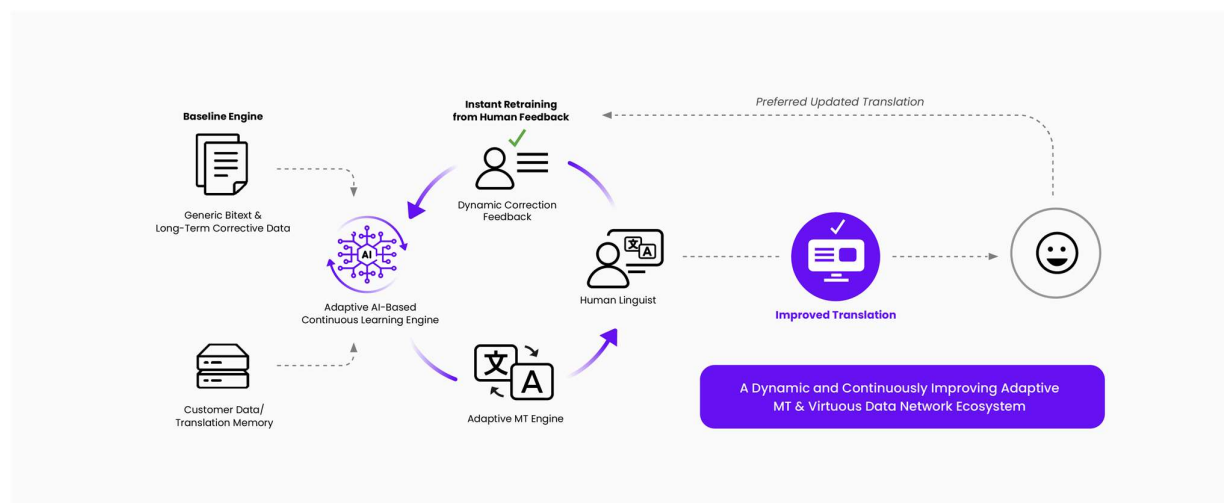 Baseline Engine
Generic Bitext &
Long-Term Corrective Data
Customer Data/
Translation Memory
AI
Adaptive AI-Based
Continuous Learning Engine
Instant Retraining
from Human Feedback
Dynamic Correction
Feedback
文
A
Human Linguist
文
A
Adaptive MT Engine
Preferred Updated Translation
Improved Translation
A Dynamic and Continuously Improving Adaptive
MT & Virtuous Data Network Ecosystem